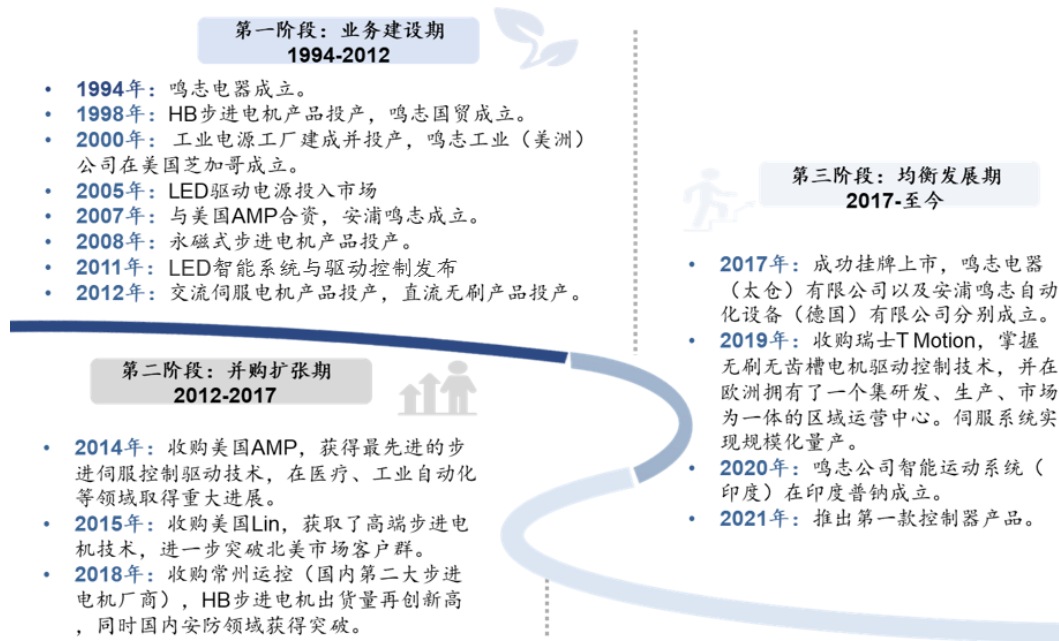 第一阶段：业务建设期
1994-2012
• 1994年：鸣志电器成立。
• 1998年：HB步进电机产品投产，鸣志国贸成立。
• 2000年：工业电源工厂建成并投产，鸣志工业（美洲）
公司在美国芝加哥成立。
• 2005年：LED驱动电源投入市场
• 2007年：与美国AMP合资，安浦鸣志成立。
• 2008年：永磁式步进电机产品投产。
• 2011年：LED智能系统与驱动控制发布
• 2012年：交流伺服电机产品投产，直流无刷产品投产。
第二阶段：并购扩张期
2012-2017
• 2014年：收购美国AMP，获得最先进的步
进伺服控制驱动技术，在医疗、工业自动化
等领域取得重大进展。
• 2015年：收购美国Lin，获取了高端步进电
机技术，进一步突破北美市场客户群。
• 2018年：收购常州运控（国内第二大步进
电机厂商），HB步进电机出货量再创新高
，同时国内安防领域获得突破。
第三阶段：均衡发展期
2017-至今
• 2017年：成功挂牌上市，鸣志电器
（太仓）有限公司以及安浦鸣志自动
化设备（德国）有限公司分别成立。
• 2019年：收购瑞士T Motion，掌握
无刷无齿槽电机驱动控制技术，并在
欧洲拥有了一个集研发、生产、市场
为一体的区域运营中心。伺服系统实
现规模化量产。
• 2020年：鸣志公司智能运动系统（
印度）在印度普钠成立。
• 2021年：推出第一款控制器产品。